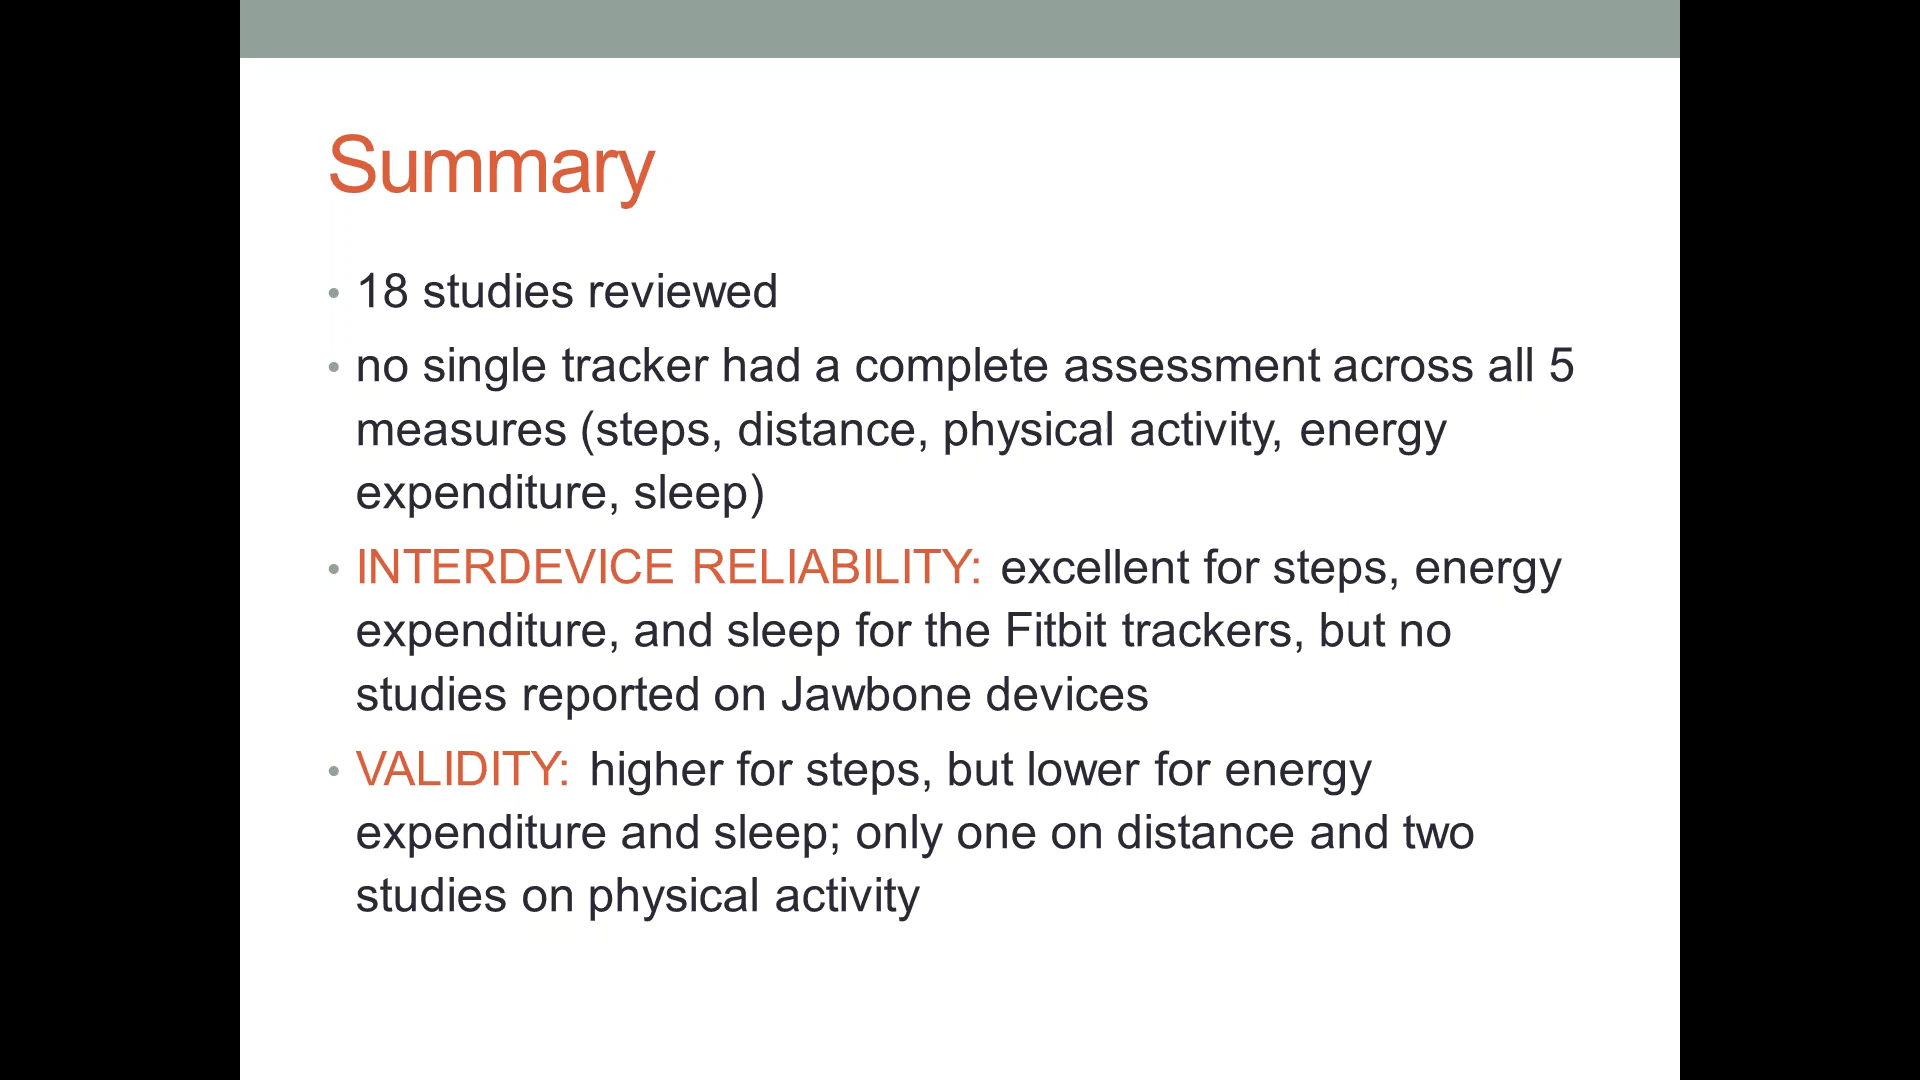 Summary
• 18 studies reviewed
• no single tracker had a complete assessment across all 5
measures (steps, distance, physical activity, energy
expenditure, sleep)
• INTERDEVICE RELIABILITY: excellent for steps, energy
expenditure, and sleep for the Fitbit trackers, but no
studies reported on Jawbone devices
• VALIDITY: higher for steps, but lower for energy
expenditure and sleep; only one on distance and two
studies on physical activity